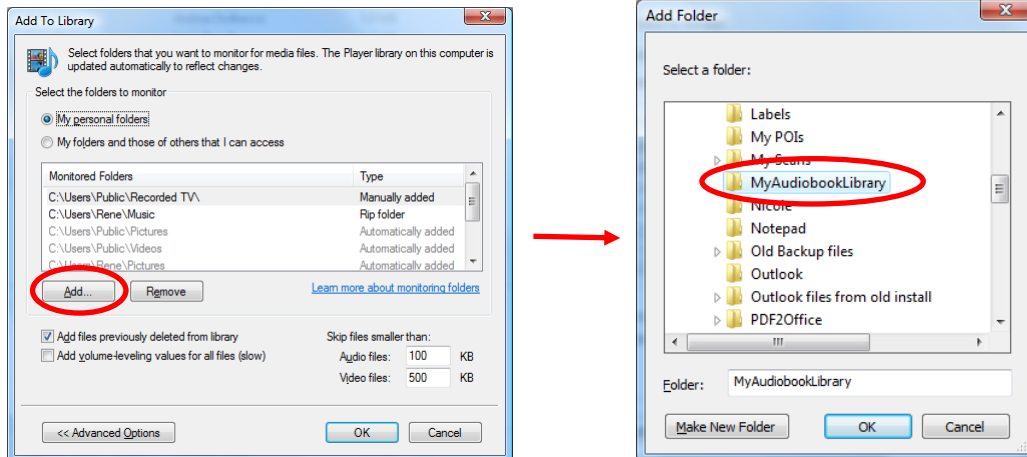 Add To Library
Select folders that you want to monitor for media files. The Player library on this computer is
updated automatically to reflect changes.
Select the folders to monitor
My personal folders
My folders and those of others that I can access
Monitored Folders Type
C:\Users\Public\Recorded TV\ Manually added
C:\Users\Rene\Music Rip folder
C:\Users\Public\Pictures Automatically added
C:\Users\Public\Videos Automatically added
C:\Users\Rene\Pictures Automatically added
Add... Remove Learn more about monitoring folders
Add files previously deleted from library Skip files smaller than:
Add volume-leveling values for all files (slow) Audio files: 100 KB
Video files: 500 KB
<< Advanced Options OK Cancel
Add Folder
Select a folder:
Labels
My POIs
My Scans
MyAudiobookLibrary
Nicole
Notepad
Old Backup files
Outlook
Outlook files from old install
PDF2Office
Folder: MyAudiobookLibrary
Make New Folder OK Cancel